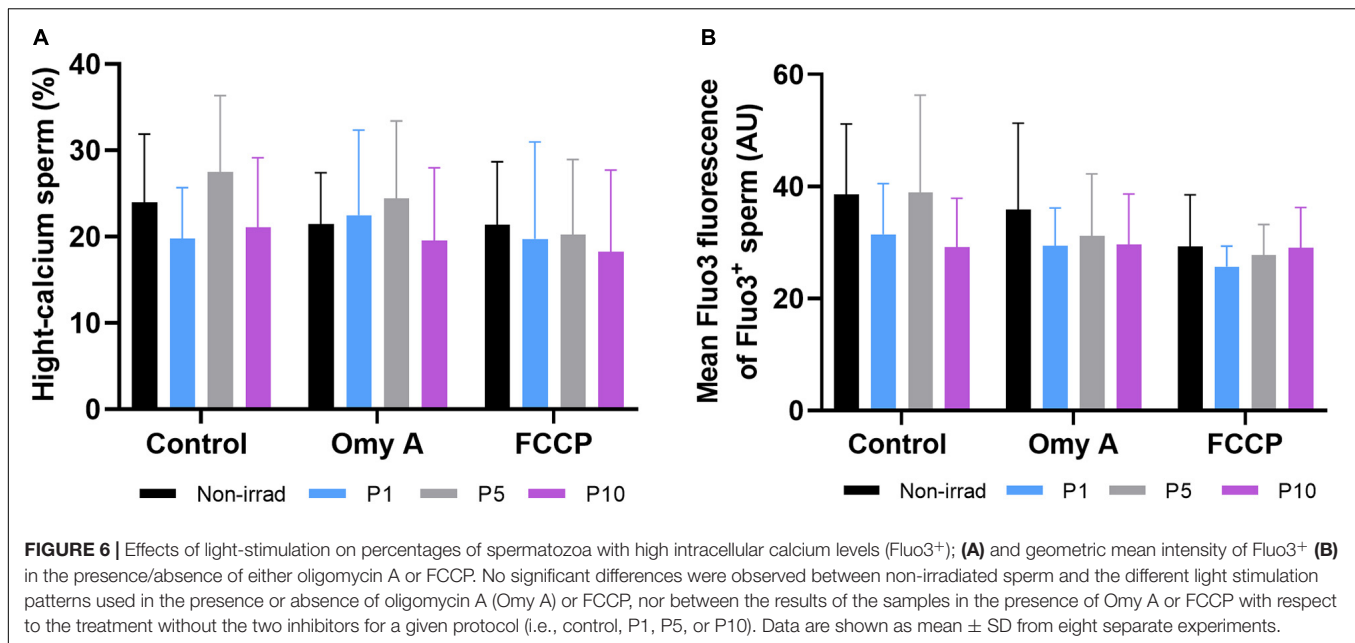 A
Hight-calcium sperm (%)
40
30
20
10
0
Control Omy A FCCP
Non-irrad P1 P5 P10
B
Mean Fluo3 fluorescence
of Fluo3⁺ sperm (AU)
60
40
20
0
Control Omy A FCCP
Non-irrad P1 P5 P10
FIGURE 6 | Effects of light-stimulation on percentages of spermatozoa with high intracellular calcium levels (Fluo3⁺); (A) and geometric mean intensity of Fluo3⁺ (B)
in the presence/absence of either oligomycin A or FCCP. No significant differences were observed between non-irradiated sperm and the different light stimulation
patterns used in the presence or absence of oligomycin A (Omy A) or FCCP, nor between the results of the samples in the presence of Omy A or FCCP with respect
to the treatment without the two inhibitors for a given protocol (i.e., control, P1, P5, or P10). Data are shown as mean ± SD from eight separate experiments.